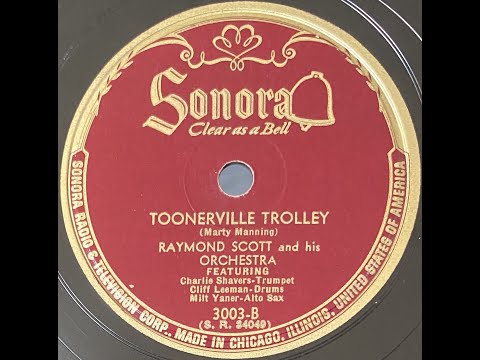 Sonora
Clear as a Bell
TOONERVILLE TROLLEY
(Marty Manning)
RAYMOND SCOTT and his
ORCHESTRA
FEATURING
Charlie Shavers-Trumpet
Cliff Leeman-Drums
Milt Yaner-Alto Sax
3003-B
(S. R. 34049)
SONORA RADIO & TELEVISION CORP., MADE IN CHICAGO, ILLINOIS, UNITED STATES OF AMERICA